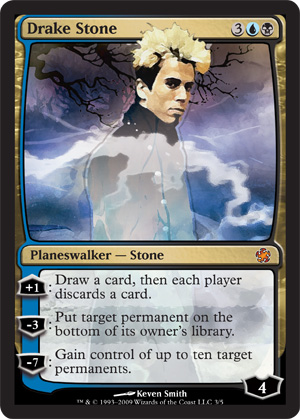 Drake Stone 3
Planeswalker — Stone
+1: Draw a card, then each player
discards a card.
-3: Put target permanent on the
bottom of its owner's library.
-7: Gain control of up to ten target
permanents.
4
Keven Smith
™ & © 1993–2009 Wizards of the Coast LLC 3/5